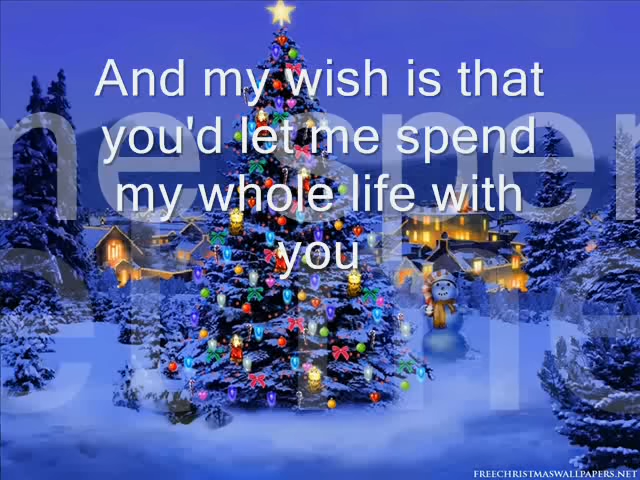 And my wish is that
you'd let me spend
my whole life with
you
FREECHRISTMASWALLPAPERS.NET